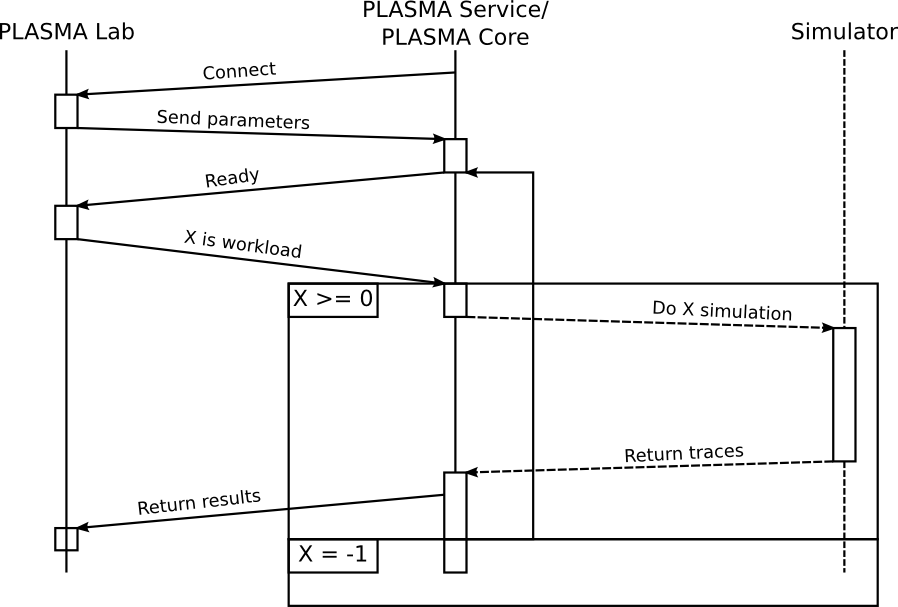 PLASMA Lab
PLASMA Service/
PLASMA Core
Simulator
Connect
Send parameters
Ready
X is workload
X >= 0
Do X simulation
Return traces
Return results
X = -1